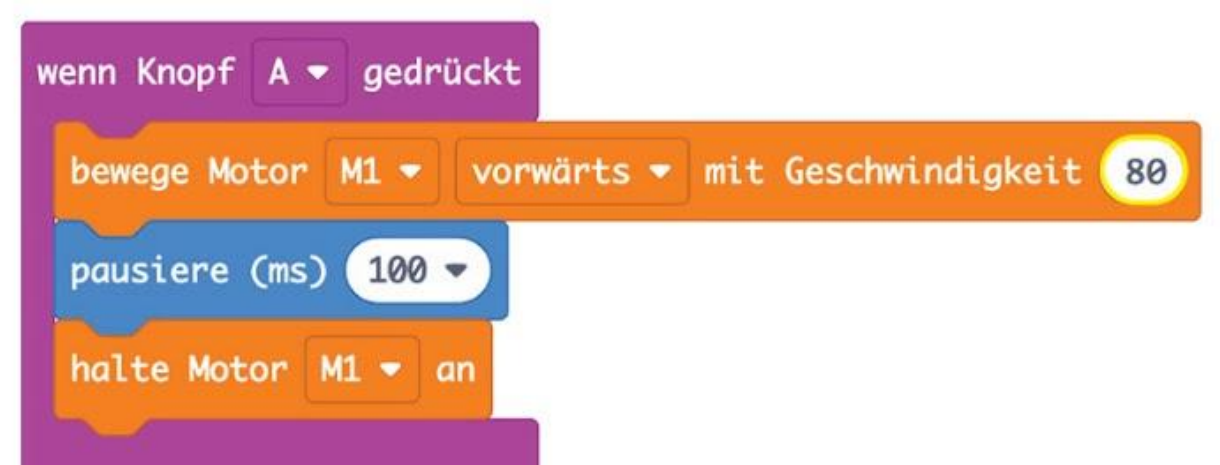 wenn Knopf A gedrückt
bewege Motor M1 vorwärts mit Geschwindigkeit 80
pausiere (ms) 100
halte Motor M1 an